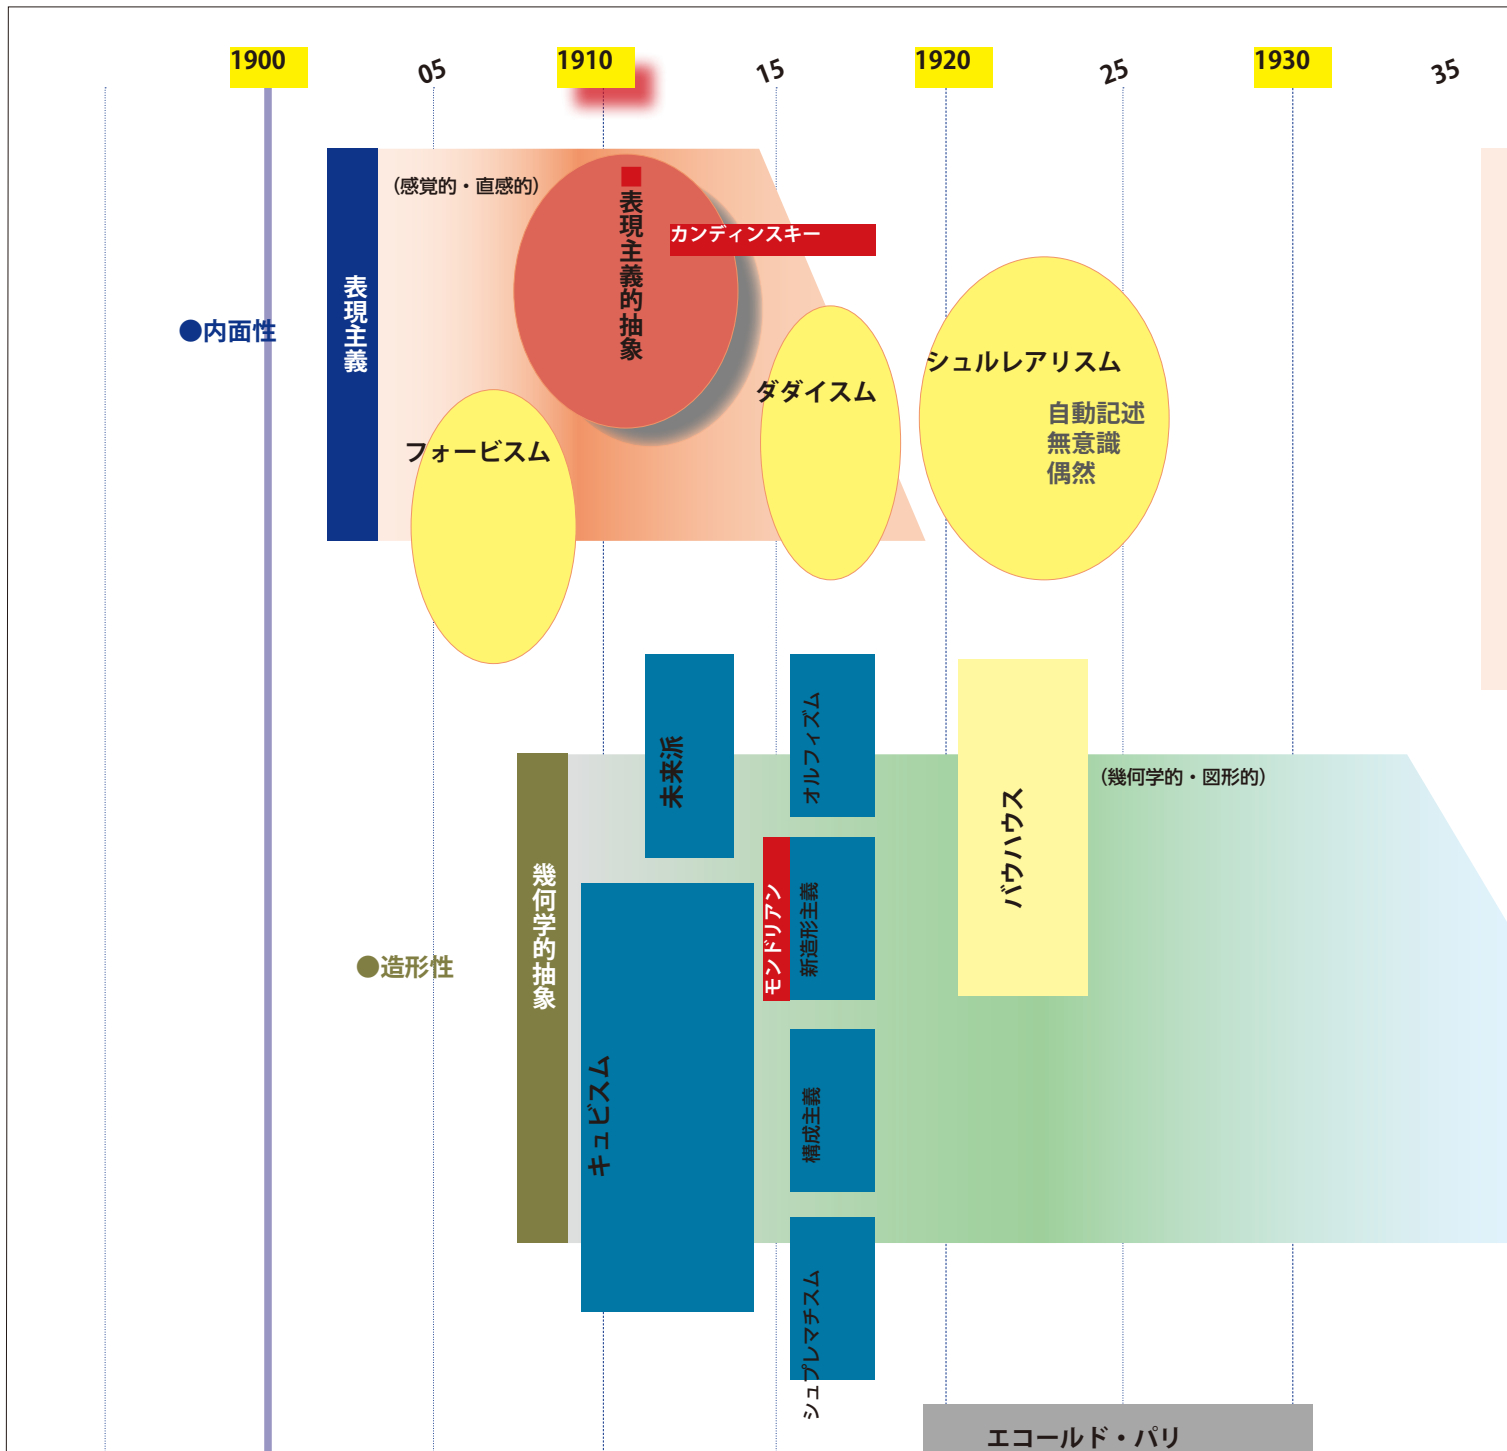 1900
05
1910
15
1920
25
1930
35
(感覚的・直感的)
■表現主義的抽象
カンディンスキー
表現主義
●内面性
ダダイスム
シュルレアリスム
自動記述
無意識
偶然
フォービスム
未来派
オルフィズム
(幾何学的・図形的)
バウハウス
幾何学的抽象
モンドリアン
新造形主義
●造形性
キュビスム
構成主義
シュプレマチスム
エコールド・パリ